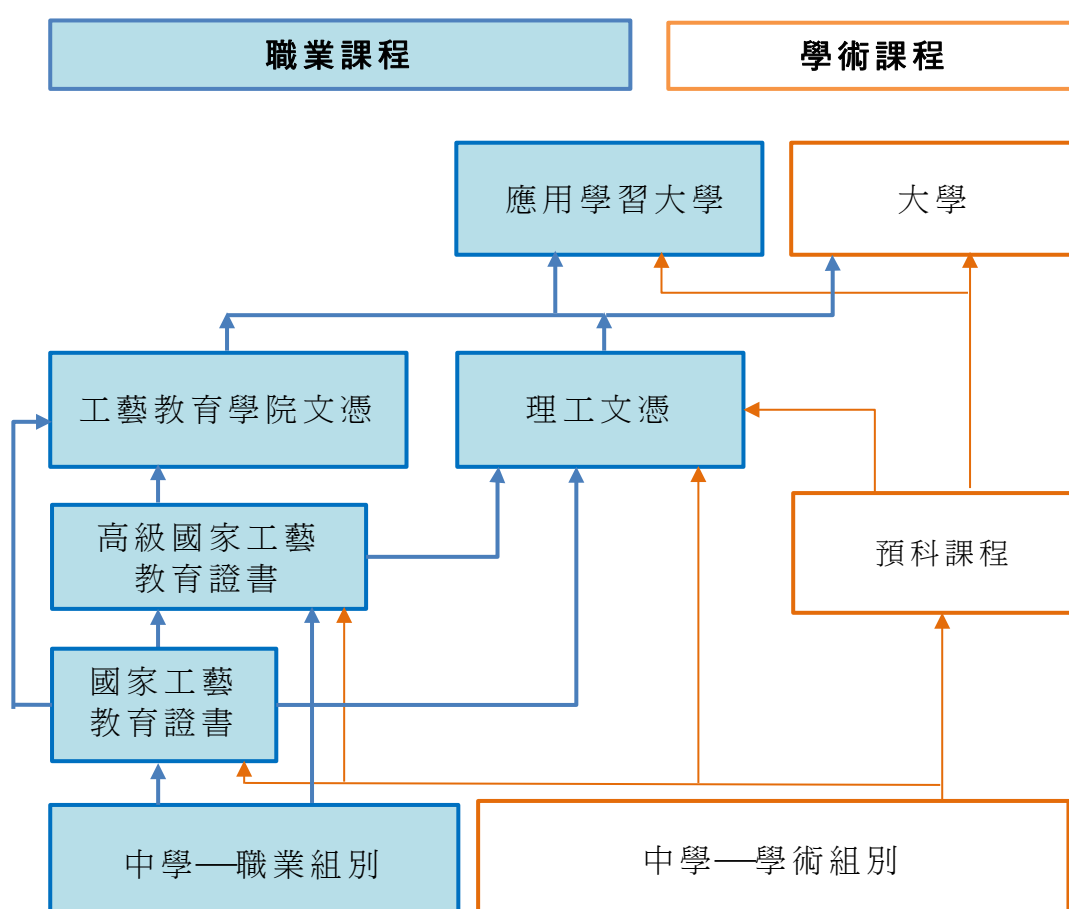 職業課程
學術課程
應用學習大學
大學
工藝教育學院文憑
理工文憑
高級國家工藝
教育證書
預科課程
國家工藝
教育證書
中學──職業組別
中學──學術組別